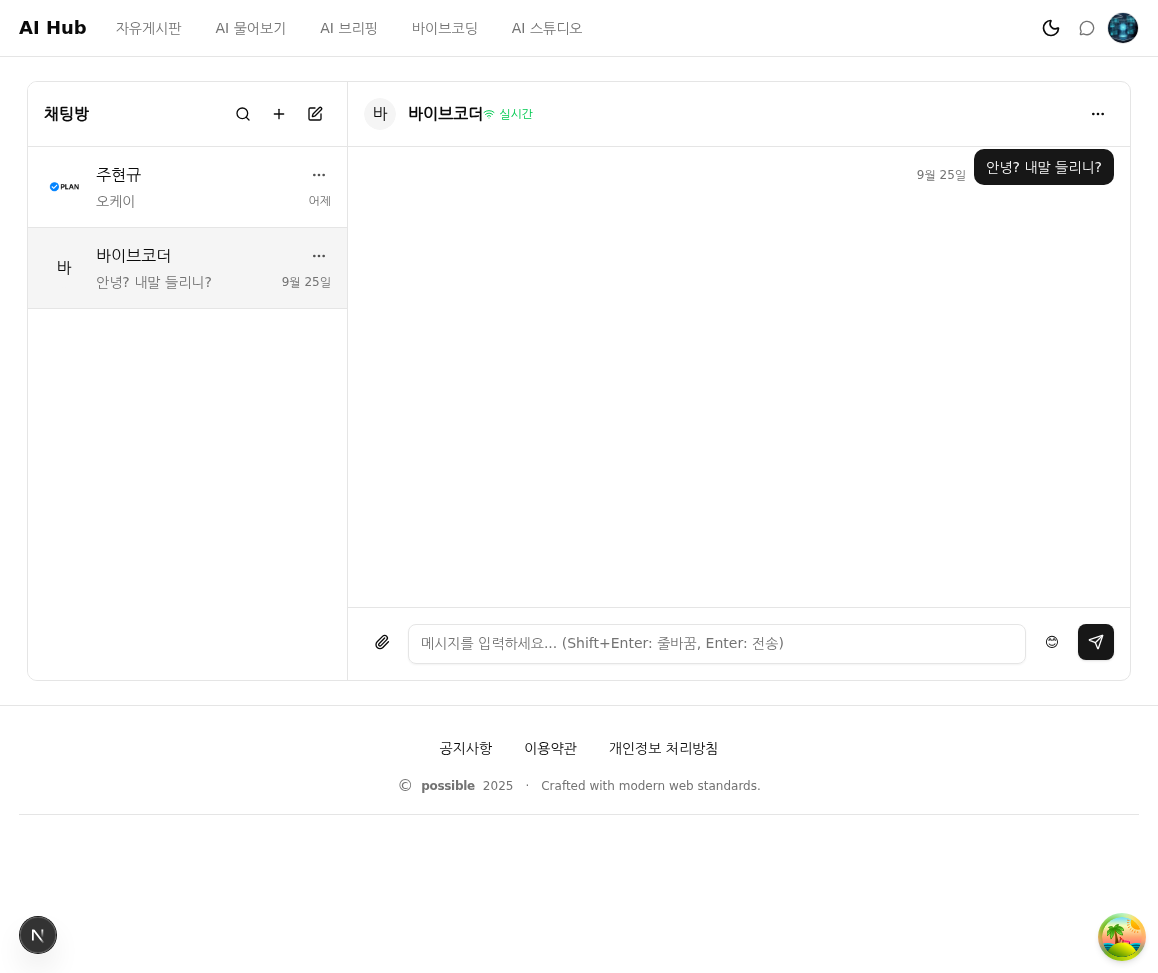 AI Hub 자유게시판 AI 물어보기 AI 브리핑 바이브코딩 AI 스튜디오
채팅방
PLAN
주현규
오케이 어제
바
바이브코더
안녕? 내말 들리니? 9월 25일
바 바이브코더 실시간
9월 25일 안녕? 내말 들리니?
메시지를 입력하세요... (Shift+Enter: 줄바꿈, Enter: 전송)
공지사항 이용약관 개인정보 처리방침
© possible 2025 · Crafted with modern web standards.
N